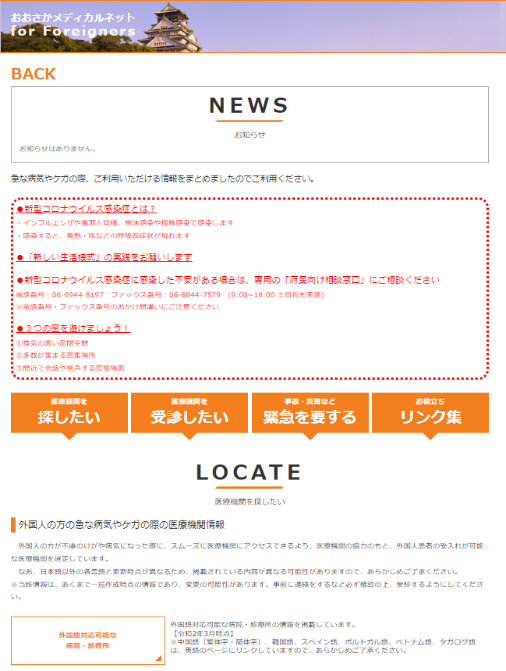 おおさかメディカルネット
for Foreigners
BACK
NEWS
お知らせ
お知らせはありません。
急な病気やケガの際、ご利用いただける情報をまとめましたのでご利用ください。
●新型コロナウイルス感染症とは？
・インフルエンザや風邪と同様、飛沫感染や接触感染で感染します
・感染すると、発熱・咳などの呼吸器症状が現れます
●「新しい生活様式」の実践をお願いします
●新型コロナウイルス感染症に感染した不安がある場合は、専用の「府民向け相談窓口」にご相談ください
電話番号：06-6944-8197　ファックス番号：06-6944-7579　(9:00~18:00 土日祝も実施)
※電話番号・ファックス番号のおかけ間違いにご注意ください
●３つの密を避けましょう！
①換気の悪い密閉空間
②多数が集まる密集場所
③間近で会話や発声する密接場面
医療機関を
探したい
医療機関を
受診したい
事故・災害など
緊急を要する
お役立ち
リンク集
LOCATE
医療機関を探したい
外国人の方の急な病気やケガの際の医療機関情報
外国人の方が不慮のけがや病気になった際に、スムーズに医療機関にアクセスできるよう、医療機関の協力のもと、外国人患者の受入れが可能
な医療機関を選定しています。
なお、日本語以外の各言語と更新時点が異なるため、掲載されている内容が異なる可能性がありますので、あらかじめご了承ください。
※当該情報は、あくまで一覧作成時点の情報であり、変更の可能性があります。事前に連絡をするなど必ず確認の上、受診するようにしてくださ
い。
外国語対応可能な
病院・診療所
外国語対応可能な病院・診療所の情報を掲載しています。
【令和2年3月時点】
※中国語（繁体字・簡体字）、韓国語、スペイン語、ポルトガル語、ベトナム語、タガログ語
は、英語のページにリンクしていますので、あらかじめご了承ください。